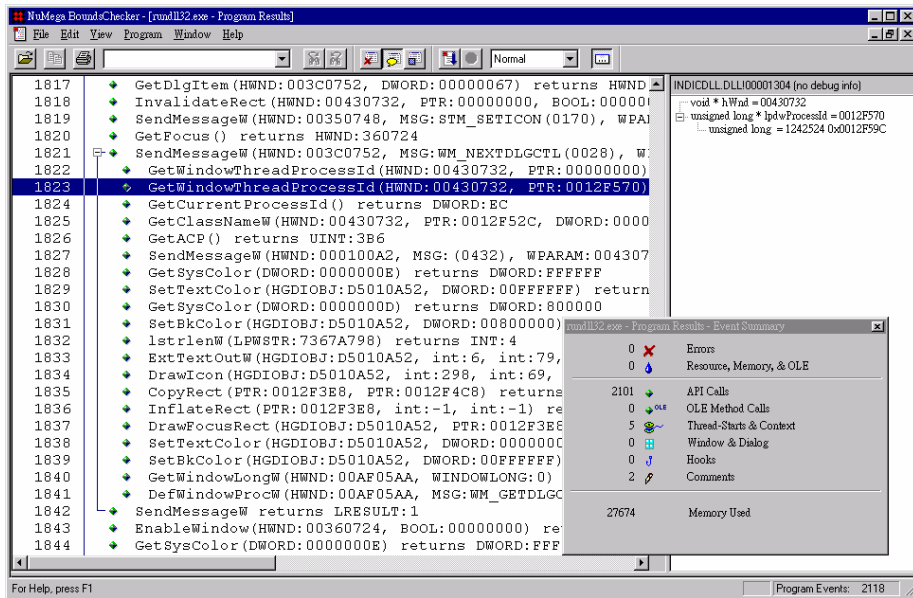 NuMega BoundsChecker - [rundll32.exe - Program Results]
File Edit View Program Window Help
Normal
1817 GetDlgItem(HWND:003C0752, DWORD:00000067) returns HWND
1818 InvalidateRect(HWND:00430732, PTR:00000000, BOOL:00000
1819 SendMessageW(HWND:00350748, MSG:STM_SETICON(0170), WPA
1820 GetFocus() returns HWND:360724
1821 SendMessageW(HWND:003C0752, MSG:WM_NEXTDLGCTL(0028), W
1822 GetWindowThreadProcessId(HWND:00430732, PTR:00000000)
1823 GetWindowThreadProcessId(HWND:00430732, PTR:0012F570)
1824 GetCurrentProcessId() returns DWORD:EC
1825 GetClassNameW(HWND:00430732, PTR:0012F52C, DWORD:0000
1826 GetACP() returns UINT:3B6
1827 SendMessageW(HWND:000100A2, MSG:(0432), WPARAM:004307
1828 GetSysColor(DWORD:0000000E) returns DWORD:FFFFFF
1829 SetTextColor(HGDIOBJ:D5010A52, DWORD:00FFFFFF) return
1830 GetSysColor(DWORD:0000000D) returns DWORD:800000
1831 SetBkColor(HGDIOBJ:D5010A52, DWORD:00800000)
1832 lstrlenW(LPWSTR:7367A798) returns INT:4
1833 ExtTextOutW(HGDIOBJ:D5010A52, int:6, int:79,
1834 DrawIcon(HGDIOBJ:D5010A52, int:298, int:69,
1835 CopyRect(PTR:0012F3E8, PTR:0012F4C8) returns
1836 InflateRect(PTR:0012F3E8, int:-1, int:-1) re
1837 DrawFocusRect(HGDIOBJ:D5010A52, PTR:0012F3E8
1838 SetTextColor(HGDIOBJ:D5010A52, DWORD:0000000
1839 SetBkColor(HGDIOBJ:D5010A52, DWORD:00FFFFFF)
1840 GetWindowLongW(HWND:00AF05AA, WINDOWLONG:0)
1841 DefWindowProcW(HWND:00AF05AA, MSG:WM_GETDLGC
1842 SendMessageW returns LRESULT:1
1843 EnableWindow(HWND:00360724, BOOL:00000000) re
1844 GetSysColor(DWORD:0000000E) returns DWORD:FFF
INDICDLL.DLL!00001304 (no debug info)
void * hWnd = 00430732
unsigned long * lpdwProcessId = 0012F570
unsigned long = 1242524 0x0012F59C
rundll32.exe - Program Results - Event Summary
0 Errors
0 Resource, Memory, & OLE
2101 API Calls
0 OLE OLE Method Calls
5 Thread-Starts & Context
0 Window & Dialog
0 Hooks
2 Comments
27674 Memory Used
For Help, press F1
Program Events: 2118